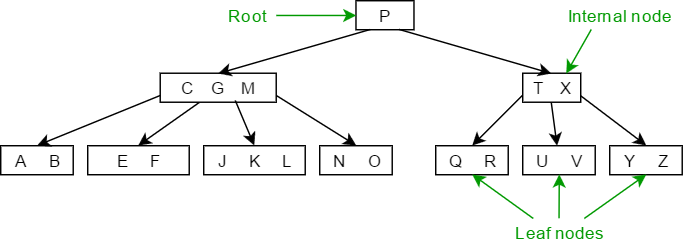 Root
P
Internal node
C G M
T X
A B
E F
J K L
N O
Q R
U V
Y Z
Leaf nodes